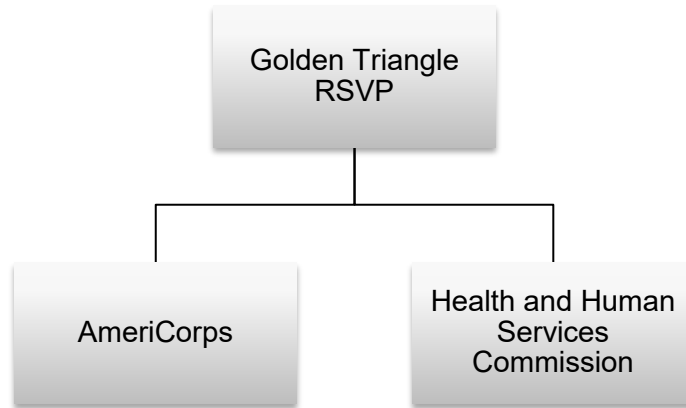 Golden Triangle
RSVP
AmeriCorps
Health and Human
Services
Commission